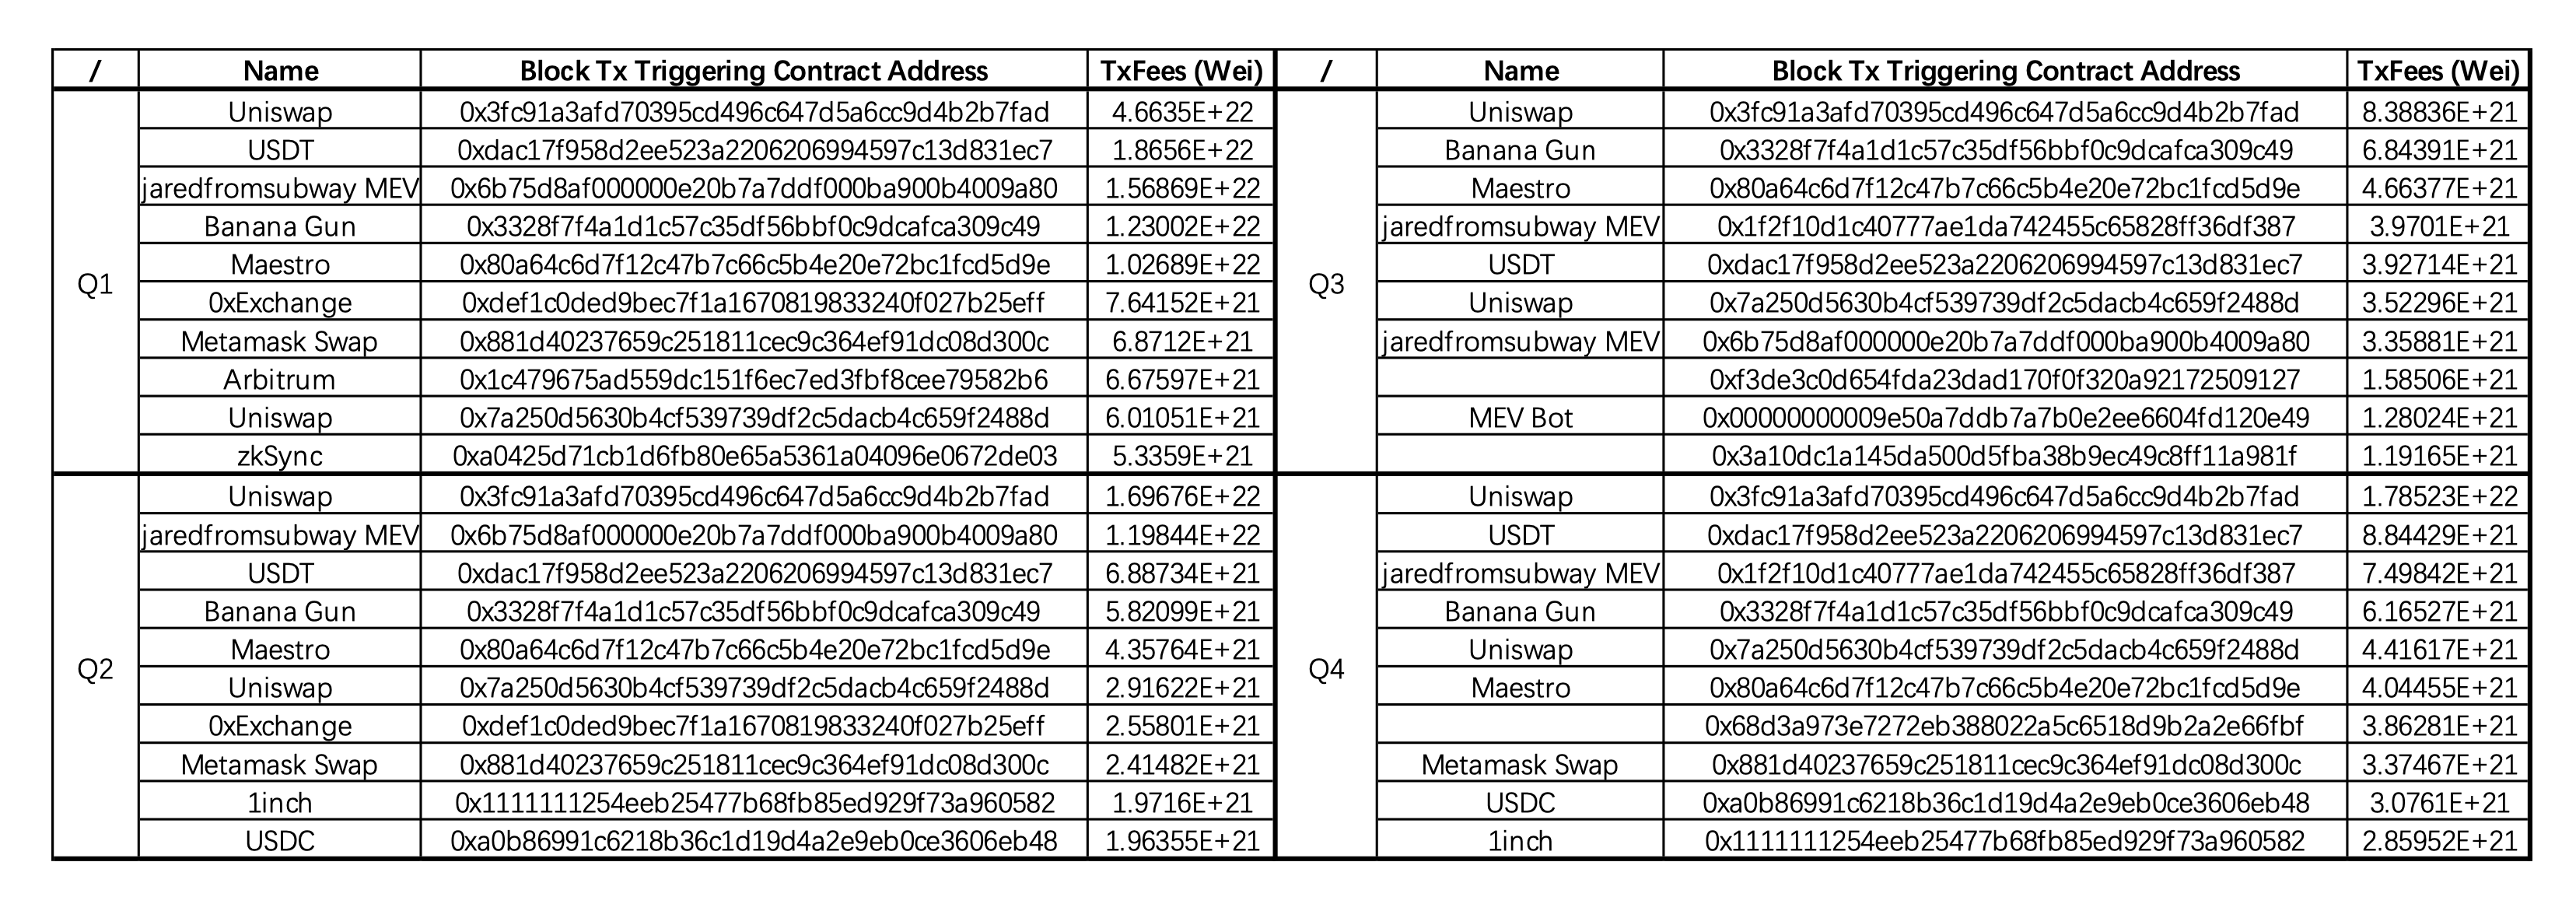 / Name Block Tx Triggering Contract Address TxFees (Wei) / Name Block Tx Triggering Contract Address TxFees (Wei)
Q1
Uniswap 0x3fc91a3afd70395cd496c647d5a6cc9d4b2b7fad 4.6635E+22
USDT 0xdac17f958d2ee523a2206206994597c13d831ec7 1.8656E+22
jaredfromsubway MEV 0x6b75d8af000000e20b7a7ddf000ba900b4009a80 1.56869E+22
Banana Gun 0x3328f7f4a1d1c57c35df56bbf0c9dcafca309c49 1.23002E+22
Maestro 0x80a64c6d7f12c47b7c66c5b4e20e72bc1fcd5d9e 1.02689E+22
0xExchange 0xdef1c0ded9bec7f1a1670819833240f027b25eff 7.64152E+21
Metamask Swap 0x881d40237659c251811cec9c364ef91dc08d300c 6.8712E+21
Arbitrum 0x1c479675ad559dc151f6ec7ed3fbf8cee79582b6 6.67597E+21
Uniswap 0x7a250d5630b4cf539739df2c5dacb4c659f2488d 6.01051E+21
zkSync 0xa0425d71cb1d6fb80e65a5361a04096e0672de03 5.3359E+21
Q2
Uniswap 0x3fc91a3afd70395cd496c647d5a6cc9d4b2b7fad 1.69676E+22
jaredfromsubway MEV 0x6b75d8af000000e20b7a7ddf000ba900b4009a80 1.19844E+22
USDT 0xdac17f958d2ee523a2206206994597c13d831ec7 6.88734E+21
Banana Gun 0x3328f7f4a1d1c57c35df56bbf0c9dcafca309c49 5.82099E+21
Maestro 0x80a64c6d7f12c47b7c66c5b4e20e72bc1fcd5d9e 4.35764E+21
Uniswap 0x7a250d5630b4cf539739df2c5dacb4c659f2488d 2.91622E+21
0xExchange 0xdef1c0ded9bec7f1a1670819833240f027b25eff 2.55801E+21
Metamask Swap 0x881d40237659c251811cec9c364ef91dc08d300c 2.41482E+21
1inch 0x1111111254eeb25477b68fb85ed929f73a960582 1.9716E+21
USDC 0xa0b86991c6218b36c1d19d4a2e9eb0ce3606eb48 1.96355E+21
Q3
Uniswap 0x3fc91a3afd70395cd496c647d5a6cc9d4b2b7fad 8.38836E+21
Banana Gun 0x3328f7f4a1d1c57c35df56bbf0c9dcafca309c49 6.84391E+21
Maestro 0x80a64c6d7f12c47b7c66c5b4e20e72bc1fcd5d9e 4.66377E+21
jaredfromsubway MEV 0x1f2f10d1c40777ae1da742455c65828ff36df387 3.9701E+21
USDT 0xdac17f958d2ee523a2206206994597c13d831ec7 3.92714E+21
Uniswap 0x7a250d5630b4cf539739df2c5dacb4c659f2488d 3.52296E+21
jaredfromsubway MEV 0x6b75d8af000000e20b7a7ddf000ba900b4009a80 3.35881E+21
0xf3de3c0d654fda23dad170f0f320a92172509127 1.58506E+21
MEV Bot 0x00000000009e50a7ddb7a7b0e2ee6604fd120e49 1.28024E+21
0x3a10dc1a145da500d5fba38b9ec49c8ff11a981f 1.19165E+21
Q4
Uniswap 0x3fc91a3afd70395cd496c647d5a6cc9d4b2b7fad 1.78523E+22
USDT 0xdac17f958d2ee523a2206206994597c13d831ec7 8.84429E+21
jaredfromsubway MEV 0x1f2f10d1c40777ae1da742455c65828ff36df387 7.49842E+21
Banana Gun 0x3328f7f4a1d1c57c35df56bbf0c9dcafca309c49 6.16527E+21
Uniswap 0x7a250d5630b4cf539739df2c5dacb4c659f2488d 4.41617E+21
Maestro 0x80a64c6d7f12c47b7c66c5b4e20e72bc1fcd5d9e 4.04455E+21
0x68d3a973e7272eb388022a5c6518d9b2a2e66fbf 3.86281E+21
Metamask Swap 0x881d40237659c251811cec9c364ef91dc08d300c 3.37467E+21
USDC 0xa0b86991c6218b36c1d19d4a2e9eb0ce3606eb48 3.0761E+21
1inch 0x1111111254eeb25477b68fb85ed929f73a960582 2.85952E+21